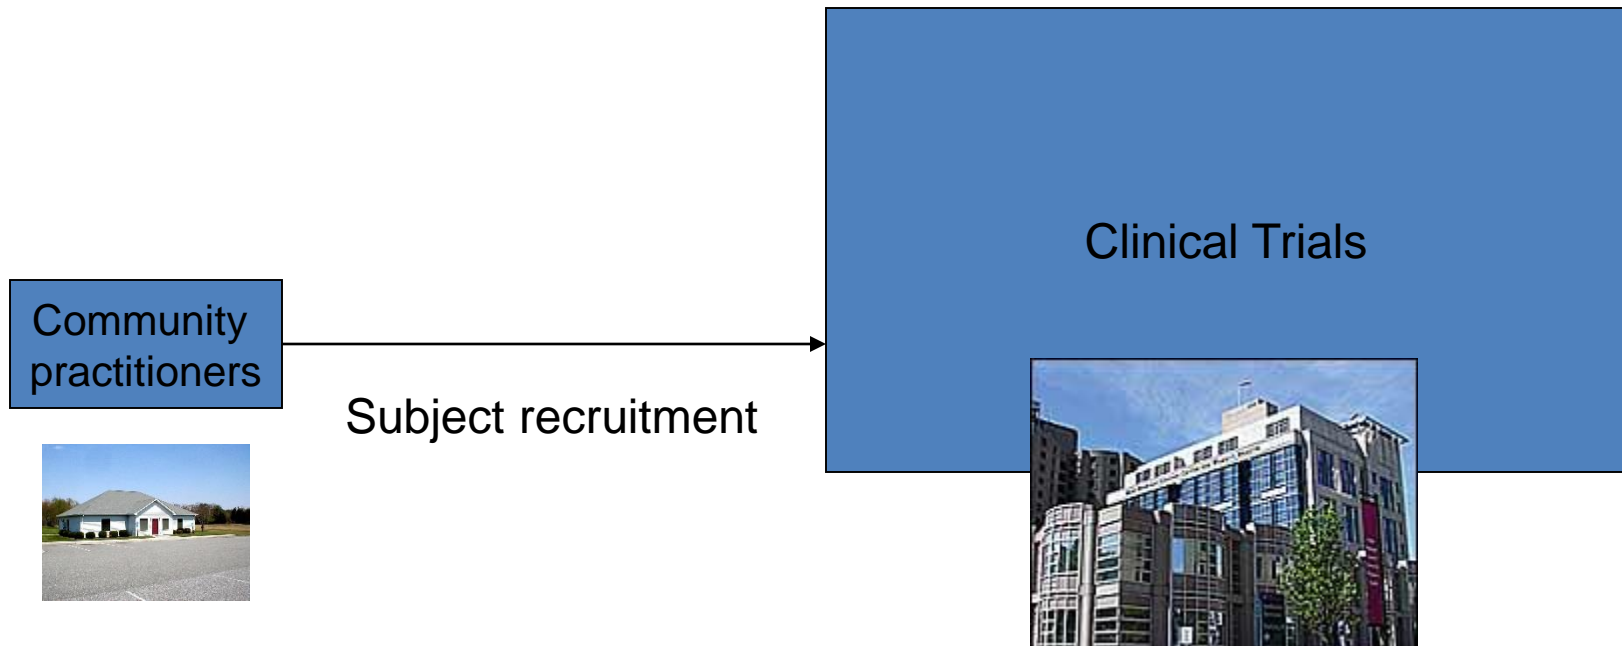 Clinical Trials
Community
practitioners
Subject recruitment